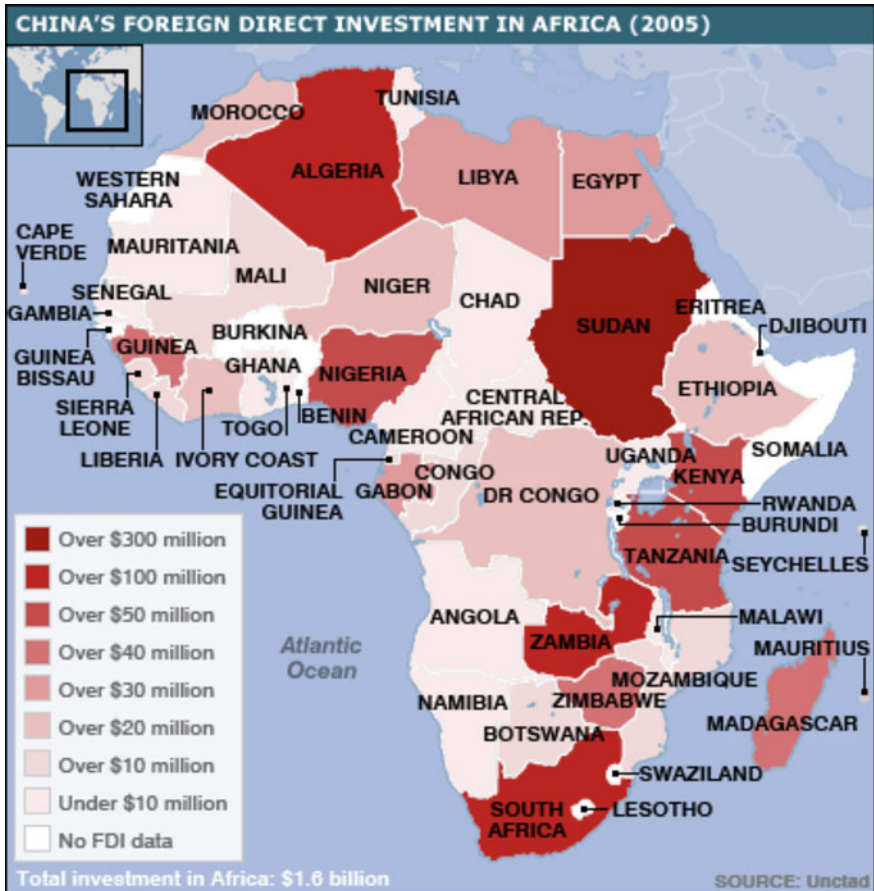 CHINA'S FOREIGN DIRECT INVESTMENT IN AFRICA (2005)
TUNISIA
MOROCCO
ALGERIA
LIBYA
EGYPT
WESTERN
SAHARA
CAPE
VERDE
MAURITANIA
MALI
NIGER
CHAD
SUDAN
ERITREA
DJIBOUTI
SENEGAL
GAMBIA
GUINEA
BISSAU
GUINEA
BURKINA
GHANA
NIGERIA
ETHIOPIA
SIERRA
LEONE
LIBERIA
IVORY COAST
TOGO
BENIN
CENTRAL
AFRICAN REP.
CAMEROON
SOMALIA
UGANDA
KENYA
EQUITORIAL
GUINEA
GABON
CONGO
DR CONGO
RWANDA
BURUNDI
TANZANIA
SEYCHELLES
Over $300 million
Over $100 million
Over $50 million
Over $40 million
Over $30 million
Over $20 million
Over $10 million
Under $10 million
No FDI data
Atlantic
Ocean
ANGOLA
ZAMBIA
MALAWI
MAURITIUS
MOZAMBIQUE
NAMIBIA
ZIMBABWE
BOTSWANA
MADAGASCAR
SWAZILAND
SOUTH
AFRICA
LESOTHO
Total investment in Africa: $1.6 billion
SOURCE: Unctad